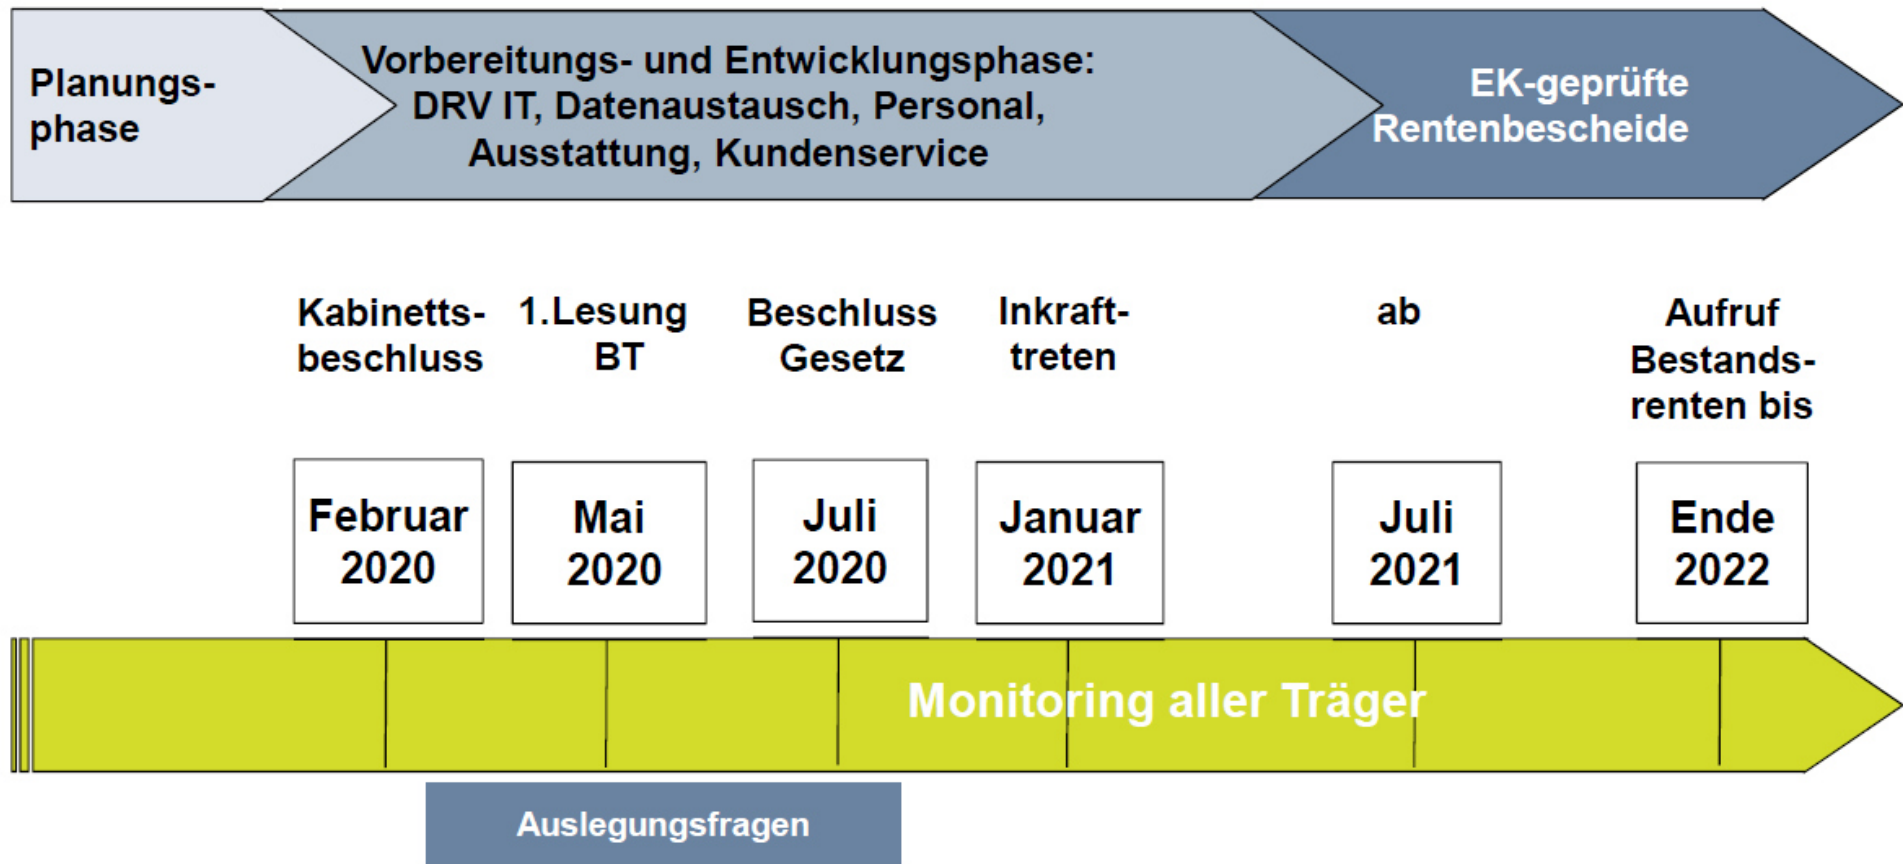 Planungs-
phase
Vorbereitungs- und Entwicklungsphase:
DRV IT, Datenaustausch, Personal,
Ausstattung, Kundenservice
EK-geprüfte
Rentenbescheide
Kabinetts-
beschluss
1.Lesung
BT
Beschluss
Gesetz
Inkraft-
treten
ab
Aufruf
Bestands-
renten bis
Februar
2020
Mai
2020
Juli
2020
Januar
2021
Juli
2021
Ende
2022
Monitoring aller Träger
Auslegungsfragen